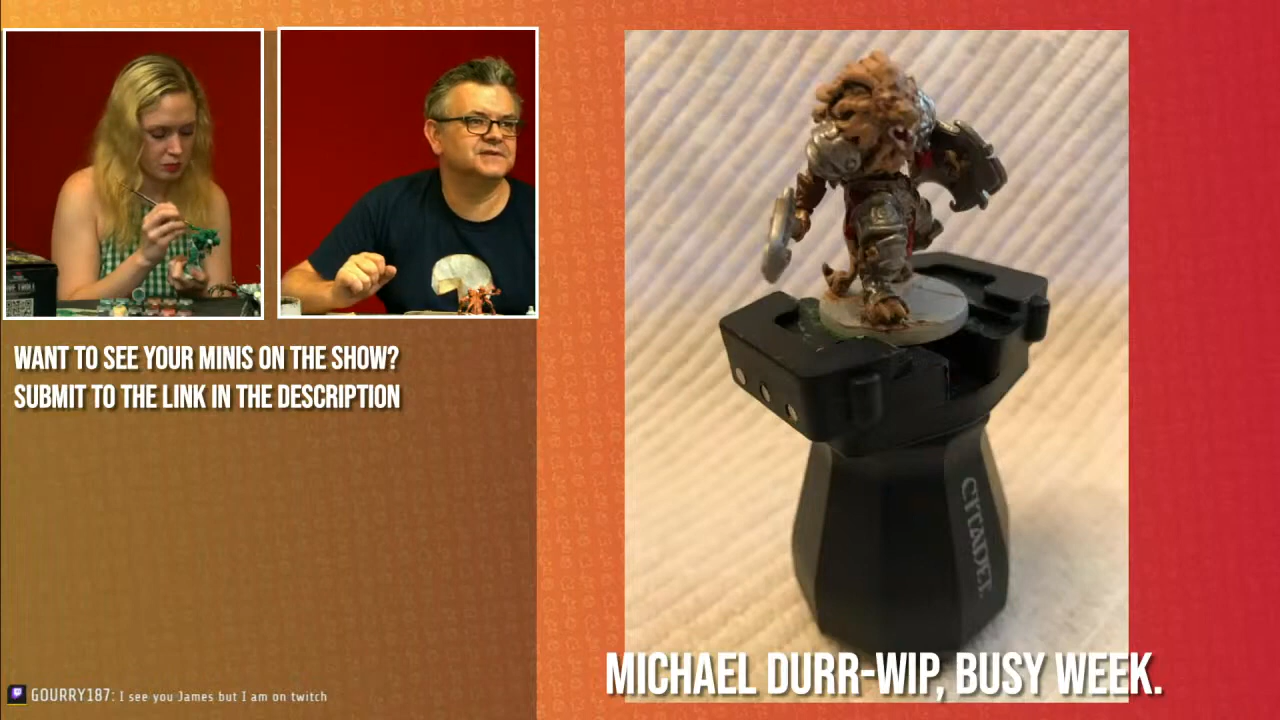 WANT TO SEE YOUR MINIS ON THE SHOW?
SUBMIT TO THE LINK IN THE DESCRIPTION
CITADEL
MICHAEL DURR-WIP, BUSY WEEK.
GOURRY187: I see you James but I am on twitch